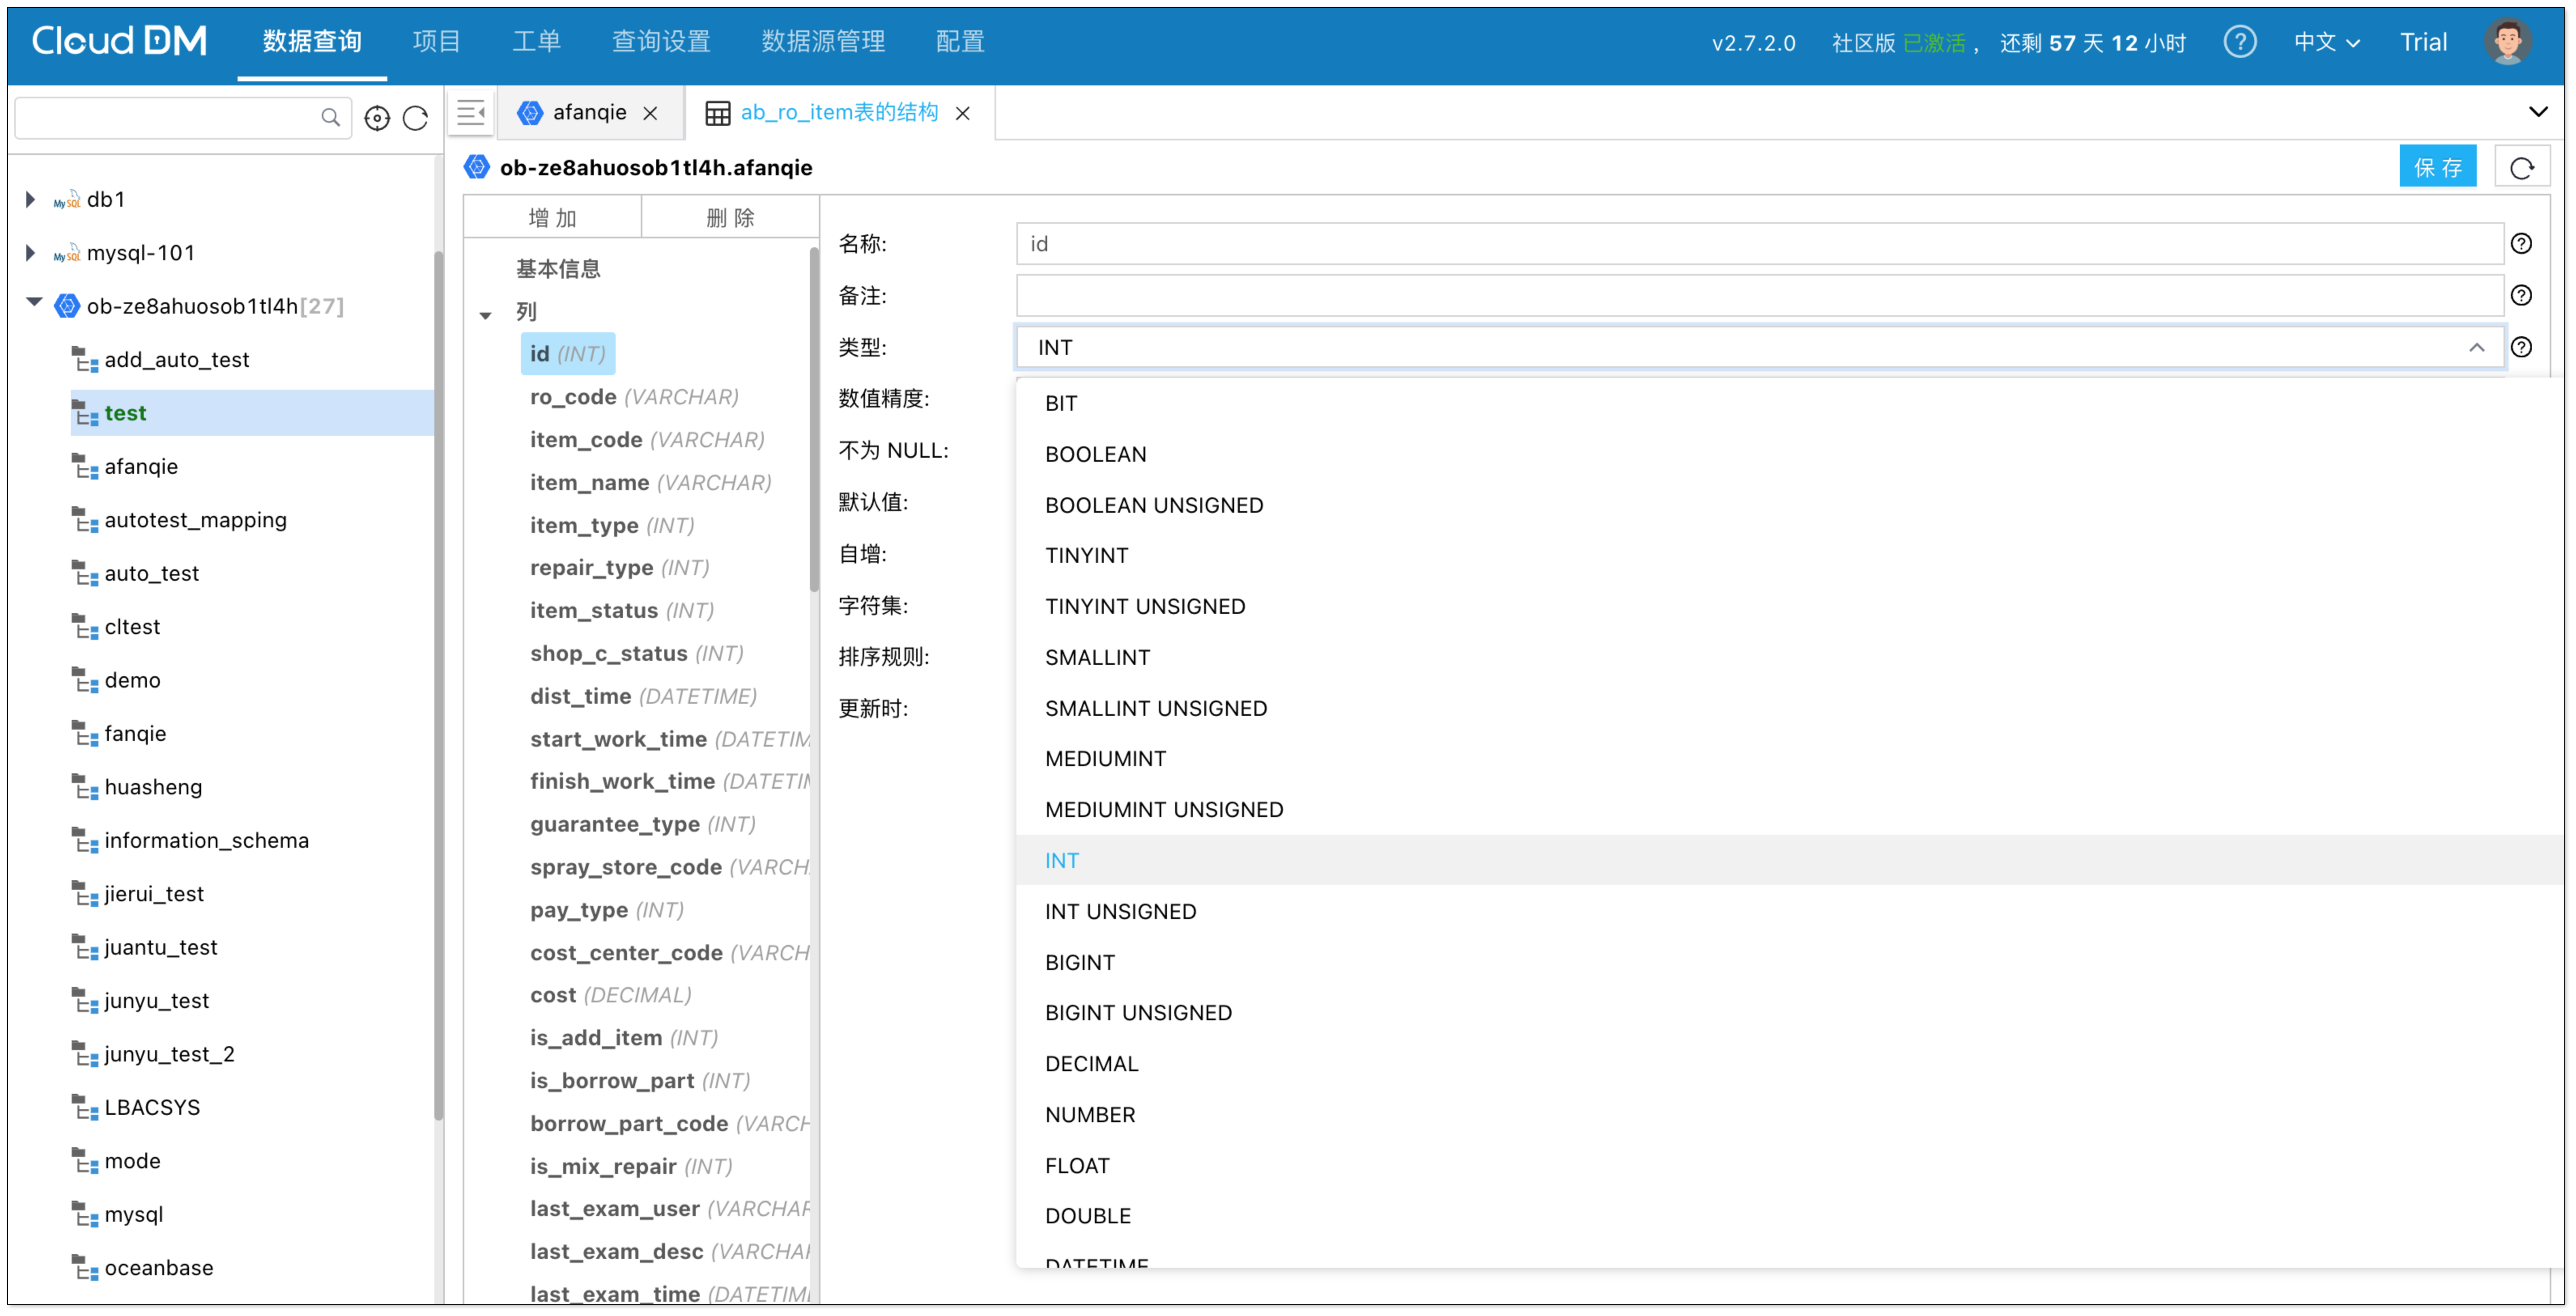 Cloud DM 数据查询 项目 工单 查询设置 数据源管理 配置 v2.7.2.0 社区版 已激活 , 还剩 57 天 12 小时 ? 中文 Trial
afanqie ab_ro_item表的结构
ob-ze8ahuosob1tl4h.afanqie 保存
MySQL db1
MySQL mysql-101
ob-ze8ahuosob1tl4h[27]
add_auto_test
test
afanqie
autotest_mapping
auto_test
cltest
demo
fanqie
huasheng
information_schema
jierui_test
juantu_test
junyu_test
junyu_test_2
LBACSYS
mode
mysql
oceanbase
增加 删除
基本信息
列
id (INT)
ro_code (VARCHAR)
item_code (VARCHAR)
item_name (VARCHAR)
item_type (INT)
repair_type (INT)
item_status (INT)
shop_c_status (INT)
dist_time (DATETIME)
start_work_time (DATETIM
finish_work_time (DATETIM
guarantee_type (INT)
spray_store_code (VARCH
pay_type (INT)
cost_center_code (VARCH
cost (DECIMAL)
is_add_item (INT)
is_borrow_part (INT)
borrow_part_code (VARCH
is_mix_repair (INT)
last_exam_user (VARCHAR
last_exam_desc (VARCHA
last_exam_time (DATETIM
名称: id ?
备注: ?
类型: INT ?
数值精度:
不为 NULL:
默认值:
自增:
字符集:
排序规则:
更新时:
BIT
BOOLEAN
BOOLEAN UNSIGNED
TINYINT
TINYINT UNSIGNED
SMALLINT
SMALLINT UNSIGNED
MEDIUMINT
MEDIUMINT UNSIGNED
INT
INT UNSIGNED
BIGINT
BIGINT UNSIGNED
DECIMAL
NUMBER
FLOAT
DOUBLE
DATETIME